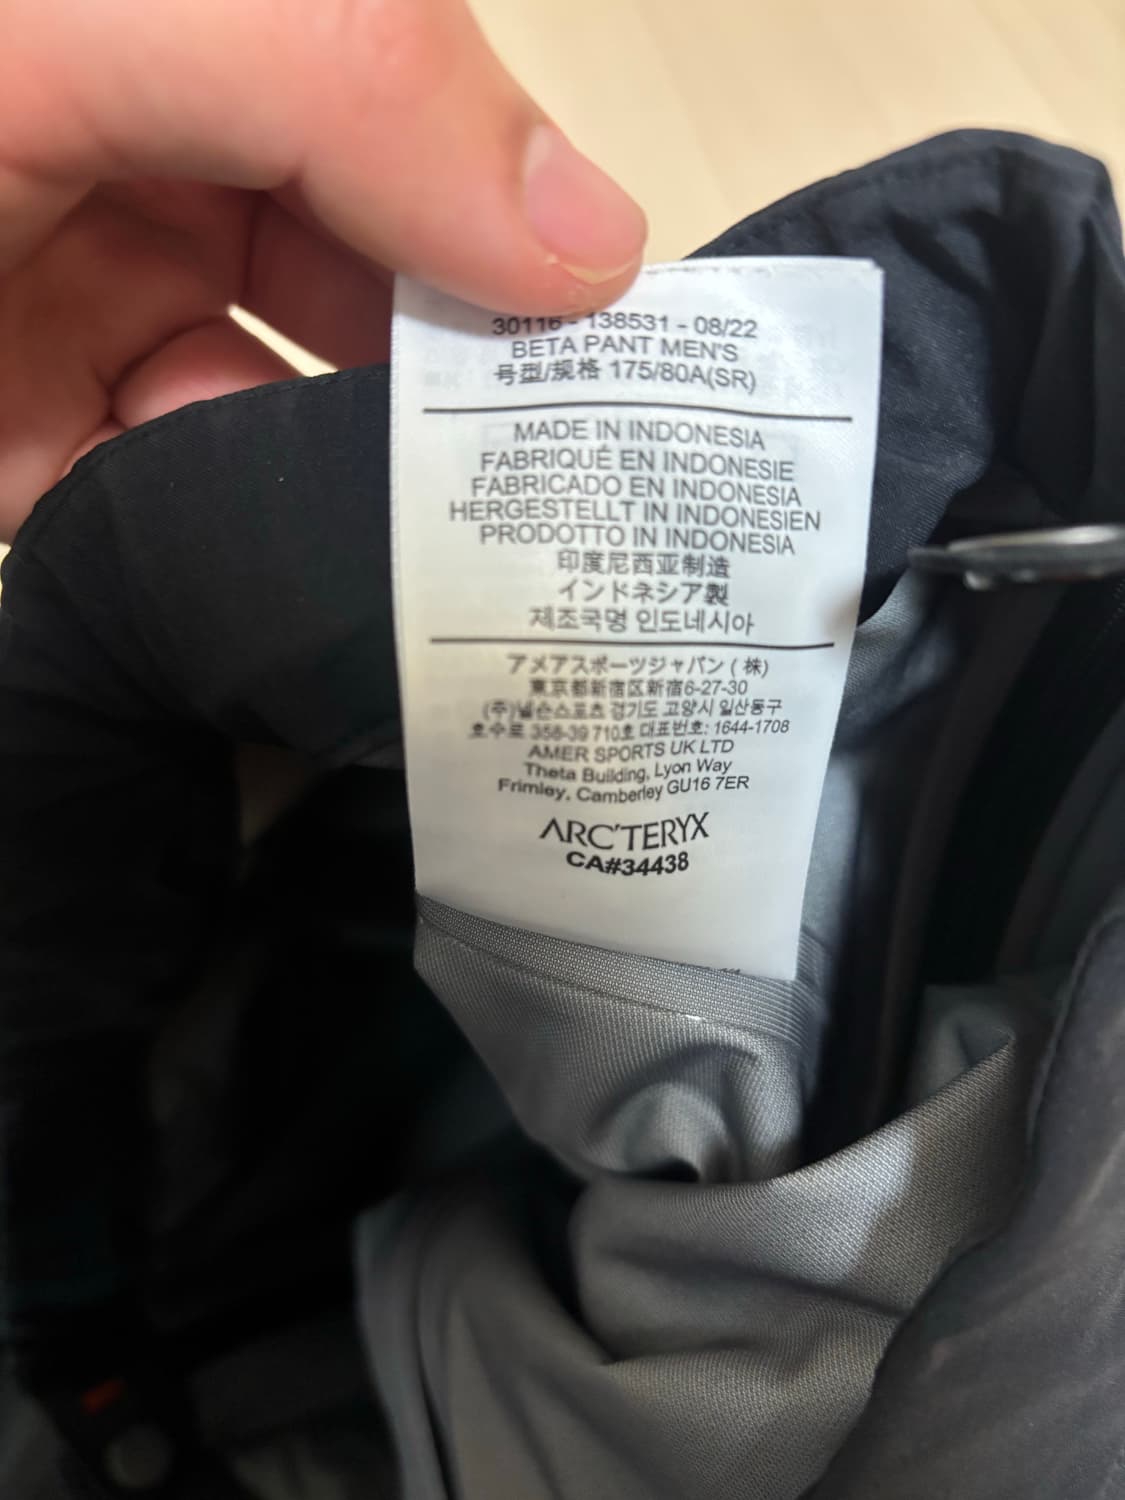 30116 - 138531 - 08/22
BETA PANT MEN'S
号型/规格 175/80A(SR)
MADE IN INDONESIA
FABRIQUÉ EN INDONESIE
FABRICADO EN INDONESIA
HERGESTELLT IN INDONESIEN
PRODOTTO IN INDONESIA
印度尼西亚制造
インドネシア製
제조국명 인도네시아
アメアスポーツジャパン (株)
東京都新宿区新宿6-27-30
(주)넬슨스포츠 경기도 고양시 일산동구
호수로 358-39 710호 대표번호: 1644-1708
AMER SPORTS UK LTD
Theta Building, Lyon Way
Frimley, Camberley GU16 7ER
ARC'TERYX
CA#34438